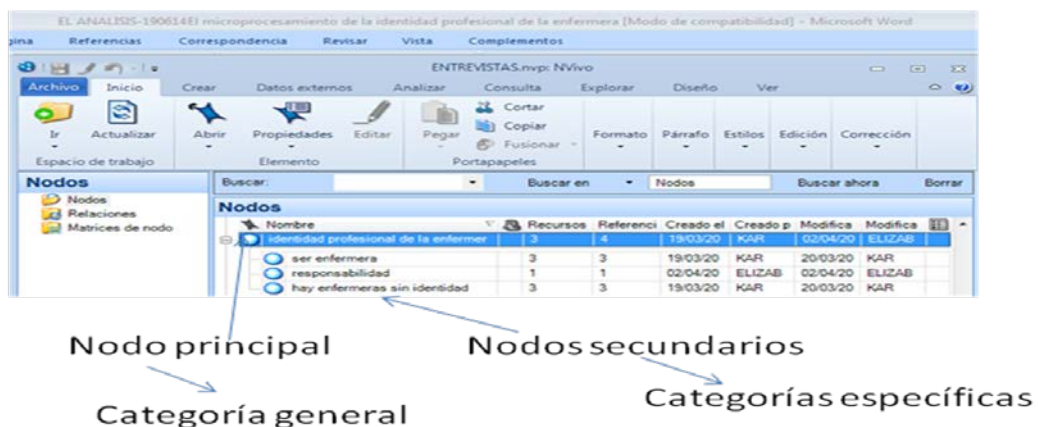 EL ANALISIS-190614El microprocesamiento de la identidad profesional de la enfermera [Modo de compatibilidad] - Microsoft Word
gina Referencias Correspondencia Revisar Vista Complementos
ENTREVISTAS.nvp: NVivo
Archivo Inicio Crear Datos externos Analizar Consulta Explorar Diseño Ver
Ir Actualizar Abrir Propiedades Editar Pegar Cortar
Copiar
Fusionar
Formato Párrafo Estilos Edición Corrección
Espacio de trabajo Elemento Portapapeles
Nodos Buscar: Buscar en Nodos Buscar ahora Borrar
Nodos
Relaciones
Matrices de nodo
Nodos
Nombre Recursos Referenci Creado el Creado p Modifica Modifica
identidad profesional de la enfermer 3 4 19/03/20 KAR 02/04/20 ELIZAB
ser enfermera 3 3 19/03/20 KAR 20/03/20 KAR
responsabilidad 1 1 02/04/20 ELIZAB 02/04/20 ELIZAB
hay enfermeras sin identidad 3 3 19/03/20 KAR 20/03/20 KAR
Nodo principal Nodos secundarios
Categoría general Categorías específicas